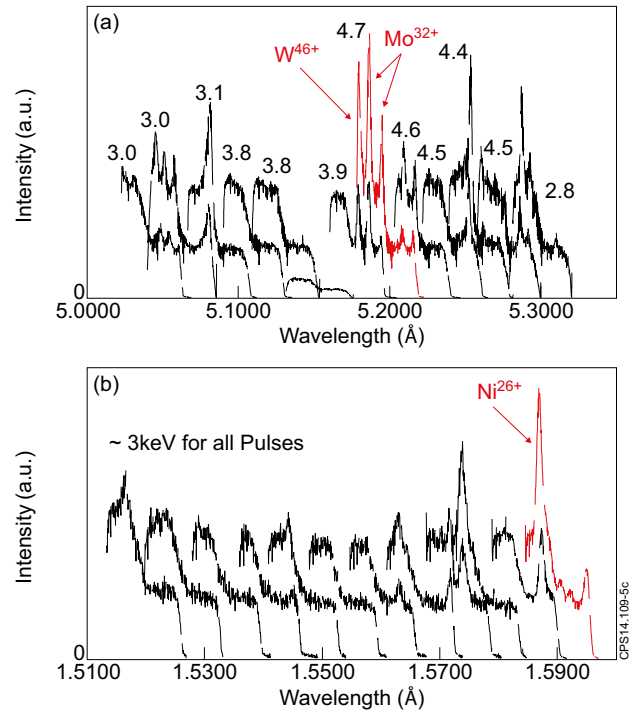 (a)
4.7
Mo³²⁺
W⁴⁶⁺
4.4
3.1
3.0
3.0
3.8
3.8
3.9
4.6
4.5
4.5
2.8
Intensity (a.u.)
0
5.0000 5.1000 5.2000 5.3000
Wavelength (Å)
(b)
Ni²⁶⁺
~ 3keV for all Pulses
Intensity (a.u.)
0
1.5100 1.5300 1.5500 1.5700 1.5900
Wavelength (Å)
CPS14.109-5c